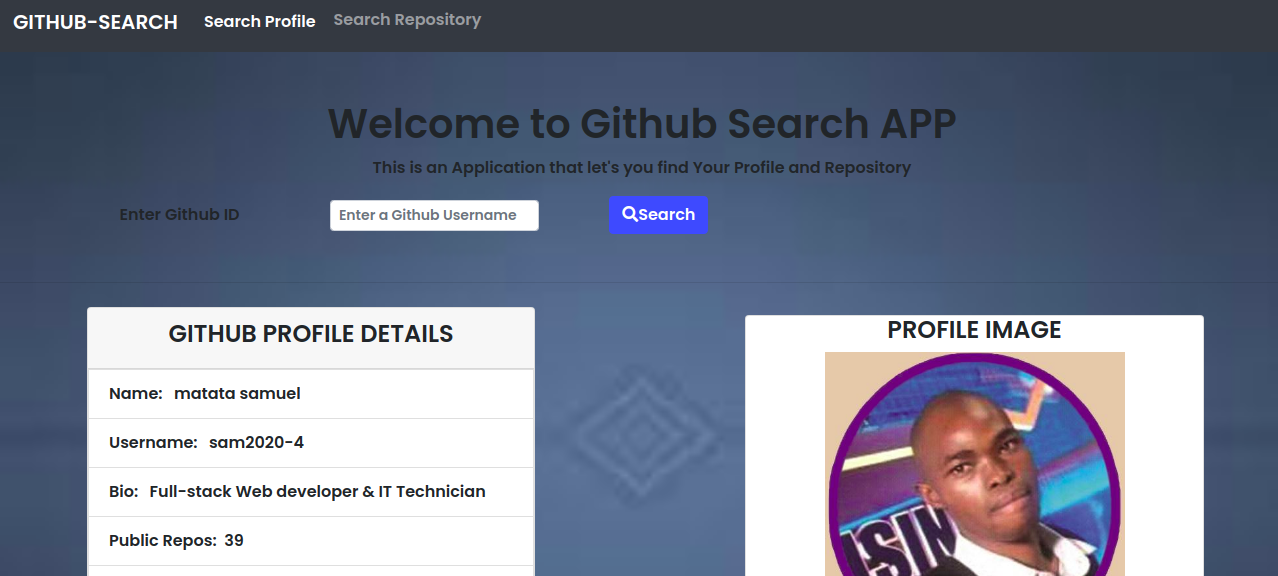 GITHUB-SEARCH Search Profile Search Repository
Welcome to Github Search APP
This is an Application that let's you find Your Profile and Repository
Enter Github ID Enter a Github Username Search
GITHUB PROFILE DETAILS
Name: matata samuel
Username: sam2020-4
Bio: Full-stack Web developer & IT Technician
Public Repos: 39
PROFILE IMAGE